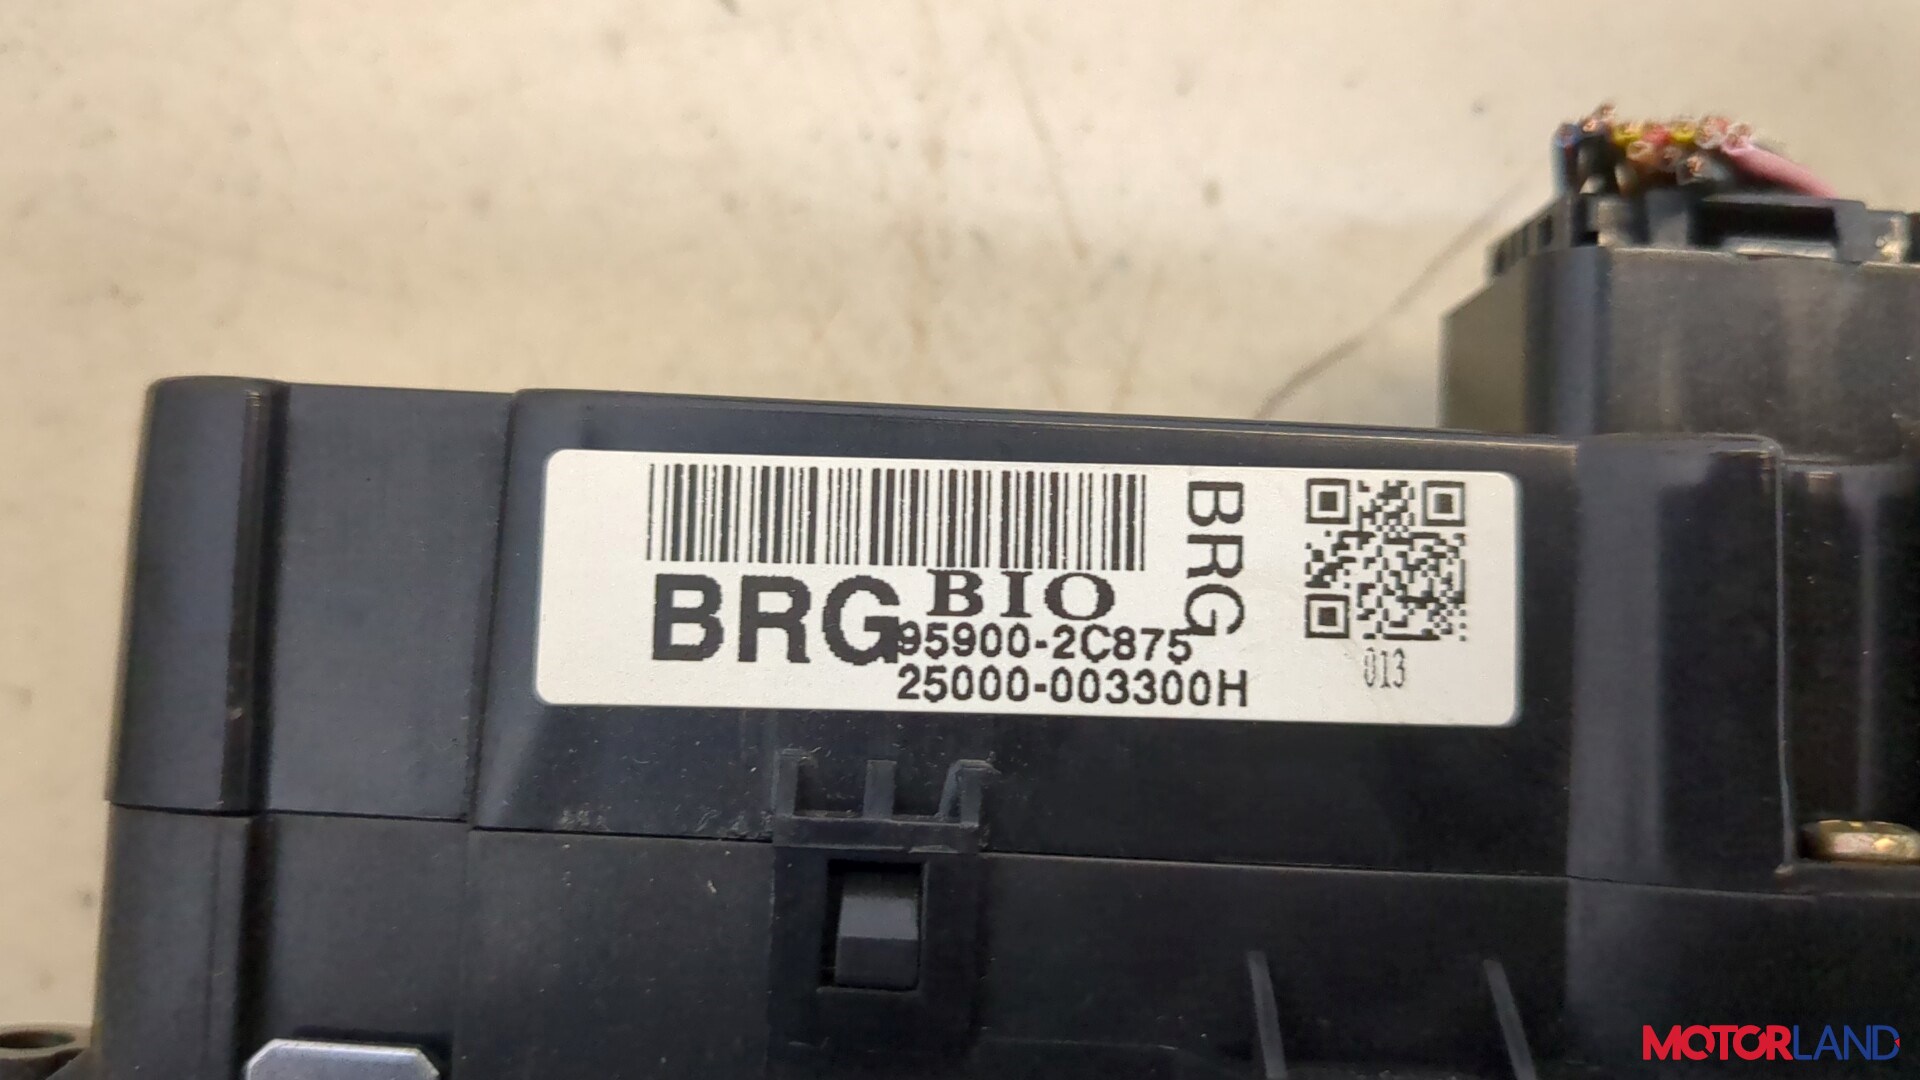 BRG
BIO
BRG
95900-2C875
25000-003300H
013
MOTORLAND